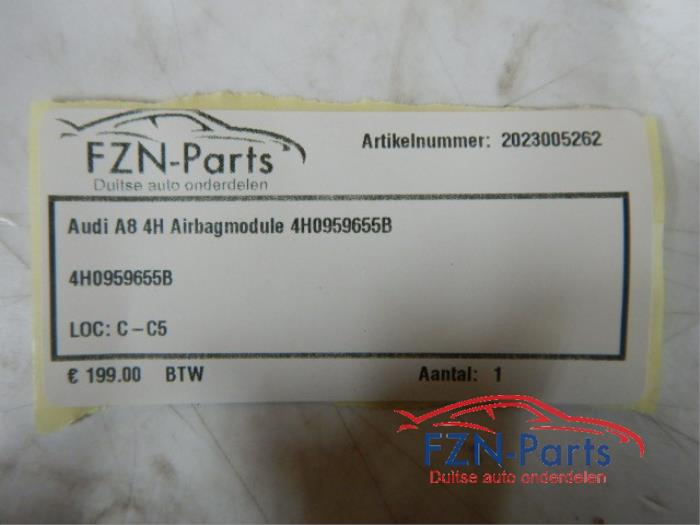 FZN-Parts
Duitse auto onderdelen
Artikelnummer: 2023005262
Audi A8 4H Airbagmodule 4H0959655B
4H0959655B
LOC: C-C5
€ 199.00 BTW
Aantal: 1
FZN-Parts
Duitse auto onderdelen